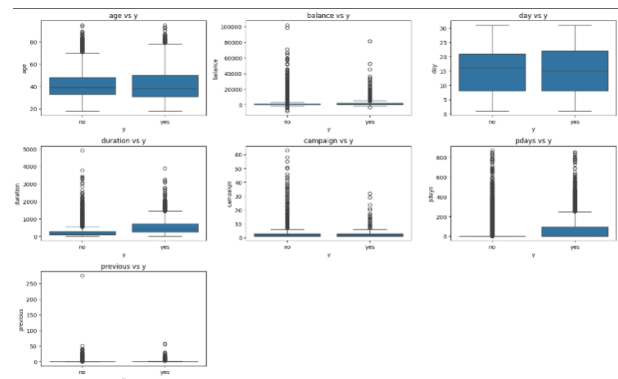 age vs y
balance vs y
day vs y
80
60
40
20
age
no
yes
y
100000
80000
60000
40000
20000
0
balance
no
yes
y
30
25
20
15
10
5
0
day
no
yes
y
duration vs y
campaign vs y
pdays vs y
5000
4000
3000
2000
1000
0
duration
no
yes
y
60
50
40
30
20
10
0
campaign
no
yes
y
800
600
400
200
0
pdays
no
yes
y
previous vs y
250
200
150
100
50
0
previous
no
yes